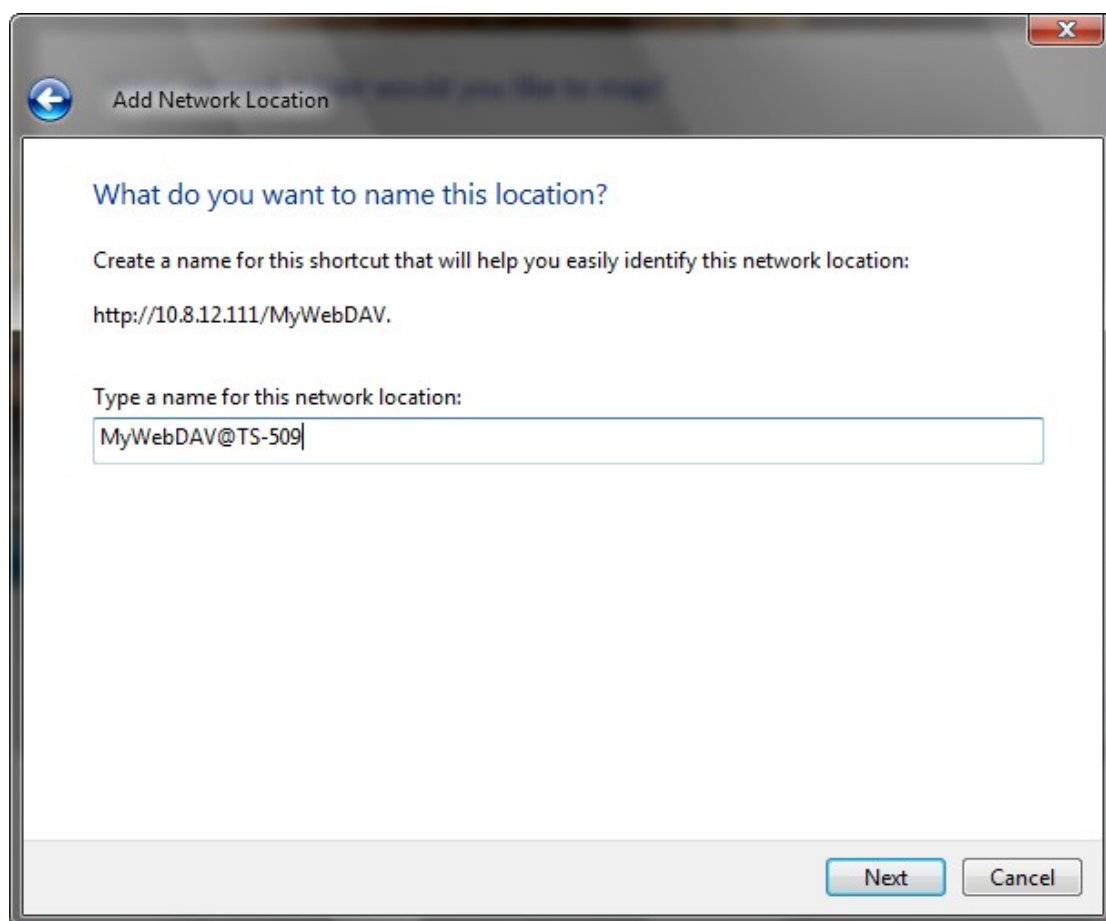 Add Network Location
What do you want to name this location?
Create a name for this shortcut that will help you easily identify this network location:
http://10.8.12.111/MyWebDAV.
Type a name for this network location:
MyWebDAV@TS-509
Next
Cancel